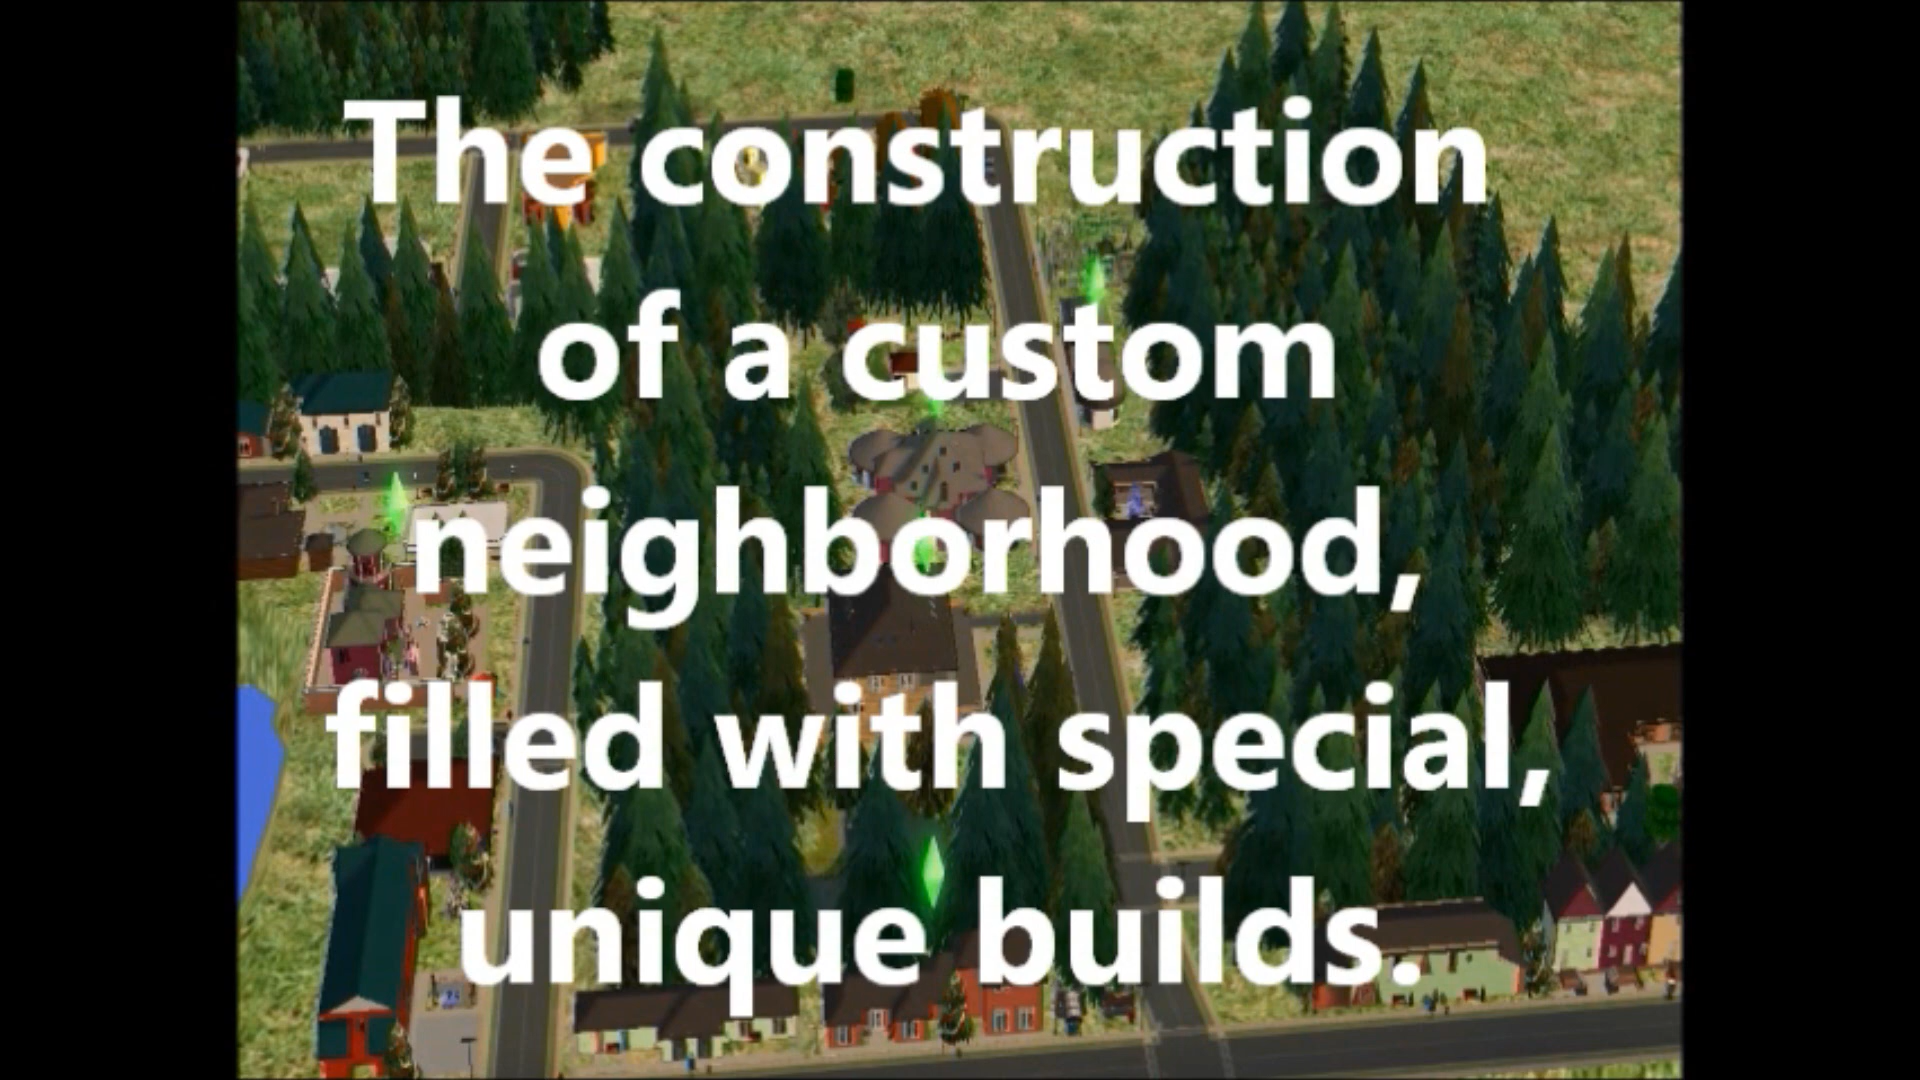 The construction
of a custom
neighborhood,
filled with special,
unique builds.